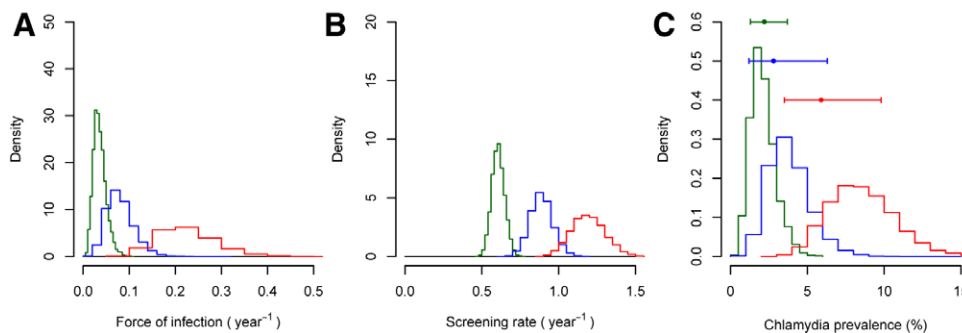 A
Density
50
40
30
20
10
0
0.0 0.1 0.2 0.3 0.4 0.5
Force of infection ( year⁻¹ )
B
Density
20
15
10
5
0
0.0 0.5 1.0 1.5
Screening rate ( year⁻¹ )
C
Density
0.6
0.5
0.4
0.3
0.2
0.1
0.0
0 5 10 15
Chlamydia prevalence (%)